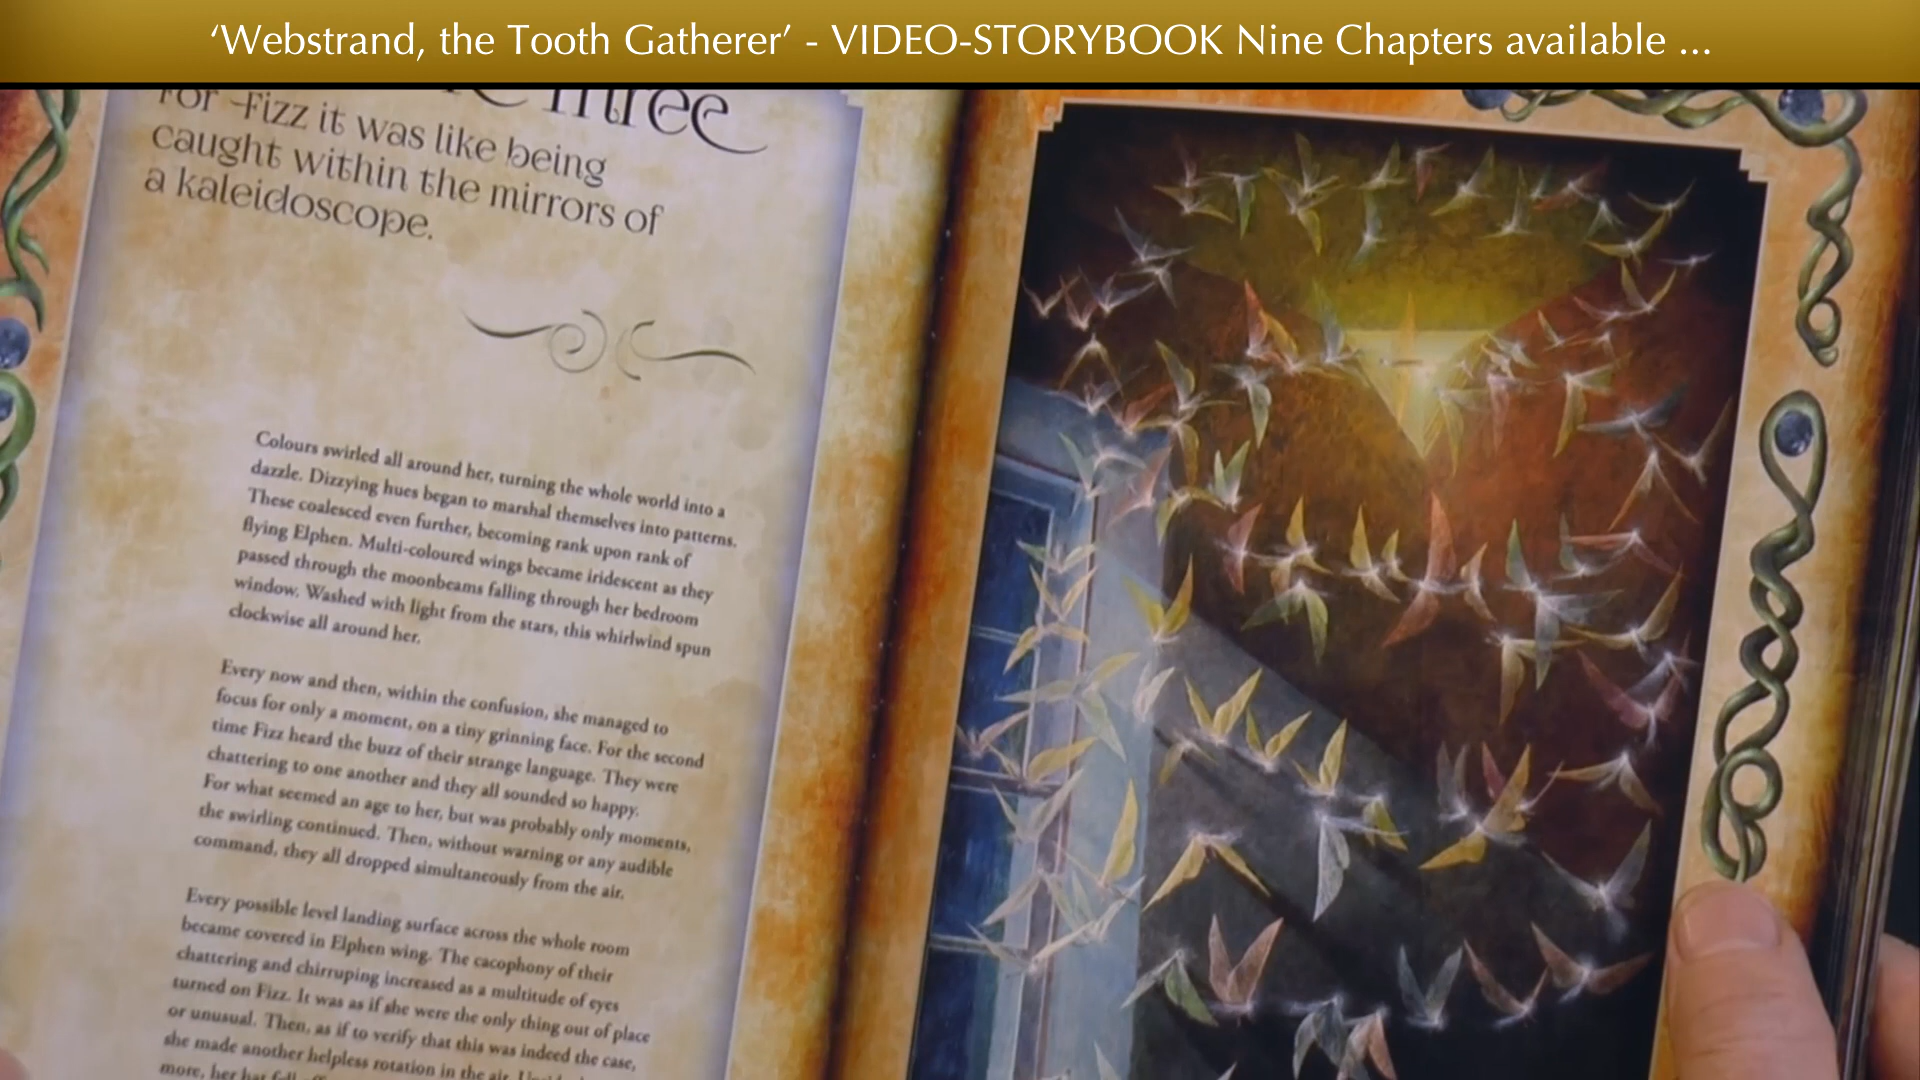 ‘Webstrand, the Tooth Gatherer’ - VIDEO-STORYBOOK Nine Chapters available ...
Three
For Fizz it was like being
caught within the mirrors of
a kaleidoscope.
Colours swirled all around her, turning the whole world into a
dazzle. Dizzying hues began to marshal themselves into patterns.
These coalesced even further, becoming rank upon rank of
flying Elphen. Multi-coloured wings became iridescent as they
passed through the moonbeams falling through her bedroom
window. Washed with light from the stars, this whirlwind spun
clockwise all around her.
Every now and then, within the confusion, she managed to
focus for only a moment, on a tiny grinning face. For the second
time Fizz heard the buzz of their strange language. They were
chattering to one another and they all sounded so happy.
For what seemed an age to her, but was probably only moments,
the swirling continued. Then, without warning or any audible
command, they all dropped simultaneously from the air.
Every possible level landing surface across the whole room
became covered in Elphen wing. The cacophony of their
chattering and chirruping increased as a multitude of eyes
turned on Fizz. It was as if she were the only thing out of place
or unusual. Then, as if to verify that this was indeed the case,
she made another helpless rotation in the air.
more, her hat fell